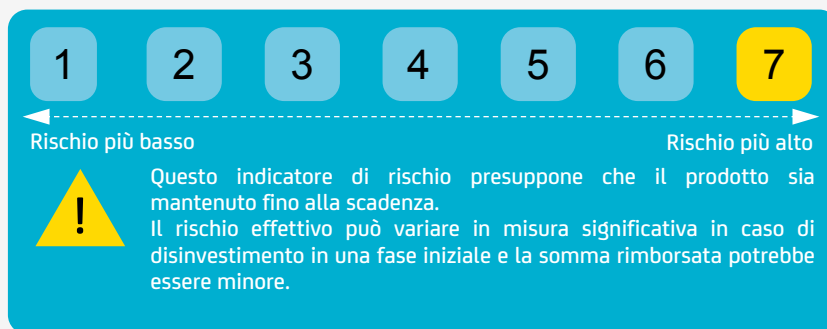 1 2 3 4 5 6 7
Rischio più basso Rischio più alto
!
Questo indicatore di rischio presuppone che il prodotto sia
mantenuto fino alla scadenza.
Il rischio effettivo può variare in misura significativa in caso di
disinvestimento in una fase iniziale e la somma rimborsata potrebbe
essere minore.